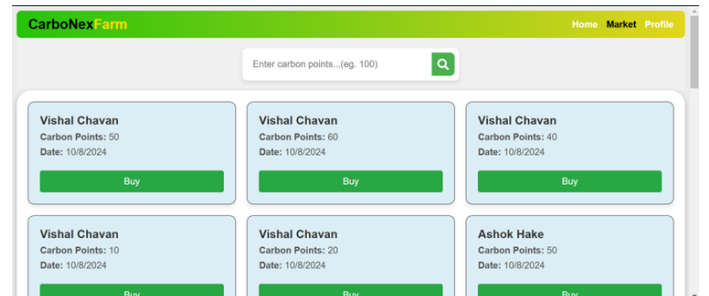 CarboNexFarm
Home Market Profile
Enter carbon points...(eg. 100)
Vishal Chavan
Carbon Points: 50
Date: 10/8/2024
Buy
Vishal Chavan
Carbon Points: 60
Date: 10/8/2024
Buy
Vishal Chavan
Carbon Points: 40
Date: 10/8/2024
Buy
Vishal Chavan
Carbon Points: 10
Date: 10/8/2024
Buy
Vishal Chavan
Carbon Points: 20
Date: 10/8/2024
Buy
Ashok Hake
Carbon Points: 50
Date: 10/8/2024
Buy